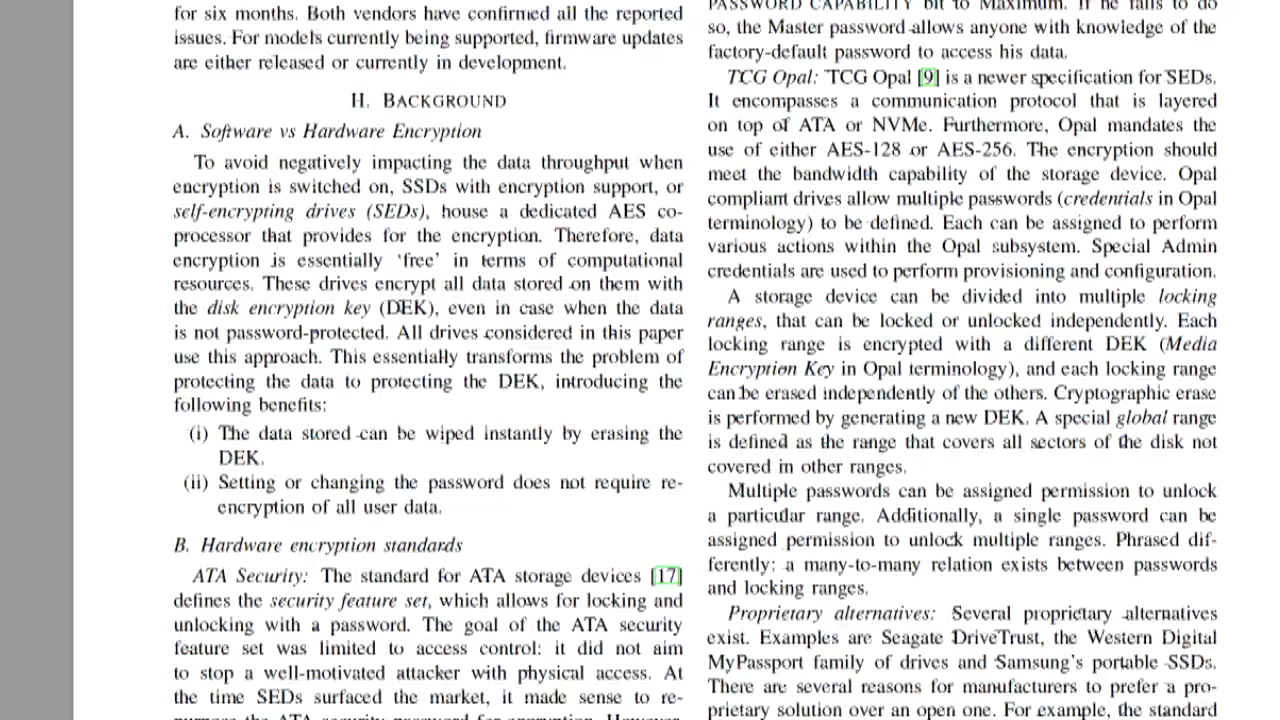 for six months. Both vendors have confirmed all the reported
issues. For models currently being supported, firmware updates
are either released or currently in development.
II. BACKGROUND
A. Software vs Hardware Encryption
To avoid negatively impacting the data throughput when
encryption is switched on, SSDs with encryption support, or
self-encrypting drives (SEDs), house a dedicated AES co-
processor that provides for the encryption. Therefore, data
encryption is essentially 'free' in terms of computational
resources. These drives encrypt all data stored on them with
the disk encryption key (DEK), even in case when the data
is not password-protected. All drives considered in this paper
use this approach. This essentially transforms the problem of
protecting the data to protecting the DEK, introducing the
following benefits:
(i) The data stored can be wiped instantly by erasing the
DEK.
(ii) Setting or changing the password does not require re-
encryption of all user data.
B. Hardware encryption standards
ATA Security: The standard for ATA storage devices [17]
defines the security feature set, which allows for locking and
unlocking with a password. The goal of the ATA security
feature set was limited to access control: it did not aim
to stop a well-motivated attacker with physical access. At
the time SEDs surfaced the market, it made sense to re-
the ATA security password for encryption. However,
PASSWORD CAPABILITY bit to Maximum. If he fails to do
so, the Master password allows anyone with knowledge of the
factory-default password to access his data.
TCG Opal: TCG Opal [9] is a newer specification for SEDs.
It encompasses a communication protocol that is layered
on top of ATA or NVMe. Furthermore, Opal mandates the
use of either AES-128 or AES-256. The encryption should
meet the bandwidth capability of the storage device. Opal
compliant drives allow multiple passwords (credentials in Opal
terminology) to be defined. Each can be assigned to perform
various actions within the Opal subsystem. Special Admin
credentials are used to perform provisioning and configuration.
A storage device can be divided into multiple locking
ranges, that can be locked or unlocked independently. Each
locking range is encrypted with a different DEK (Media
Encryption Key in Opal terminology), and each locking range
can be erased independently of the others. Cryptographic erase
is performed by generating a new DEK. A special global range
is defined as the range that covers all sectors of the disk not
covered in other ranges.
Multiple passwords can be assigned permission to unlock
a particular range. Additionally, a single password can be
assigned permission to unlock multiple ranges. Phrased dif-
ferently: a many-to-many relation exists between passwords
and locking ranges.
Proprietary alternatives: Several proprietary alternatives
exist. Examples are Seagate DriveTrust, the Western Digital
MyPassport family of drives and Samsung's portable SSDs.
There are several reasons for manufacturers to prefer a pro-
prietary solution over an open one. For example, the standard